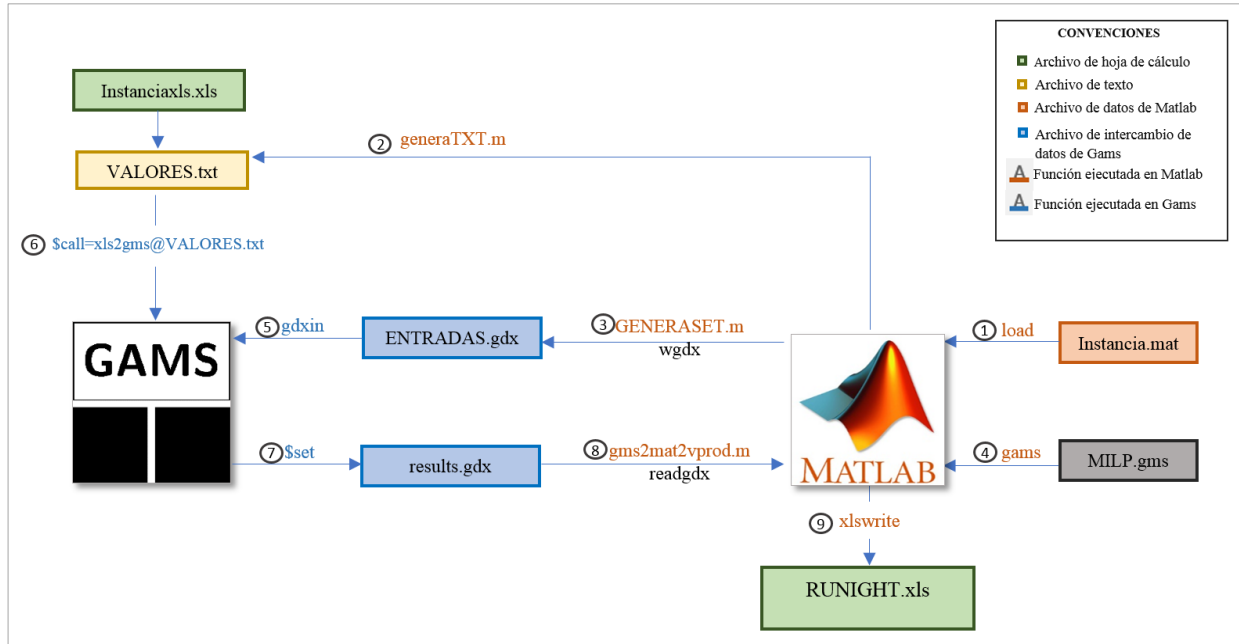 CONVENCIONES
Archivo de hoja de cálculo
Archivo de texto
Archivo de datos de Matlab
Archivo de intercambio de
datos de Gams
A Función ejecutada en Matlab
A Función ejecutada en Gams
Instanciaxls.xls
2 generaTXT.m
VALORES.txt
6 $call=xls2gms@VALORES.txt
GAMS
5 gdxin
ENTRADAS.gdx
3 GENERASET.m
wgdx
1 load
Instancia.mat
7 $set
results.gdx
8 gms2mat2vprod.m
readgdx
MATLAB
4 gams
MILP.gms
9 xlswrite
RUNIGHT.xls